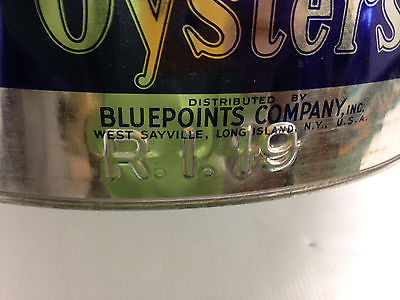 Oysters
DISTRIBUTED BY
BLUEPOINTS COMPANY, INC.
WEST SAYVILLE, LONG ISLAND, N.Y., U.S.A.
R. I. 19